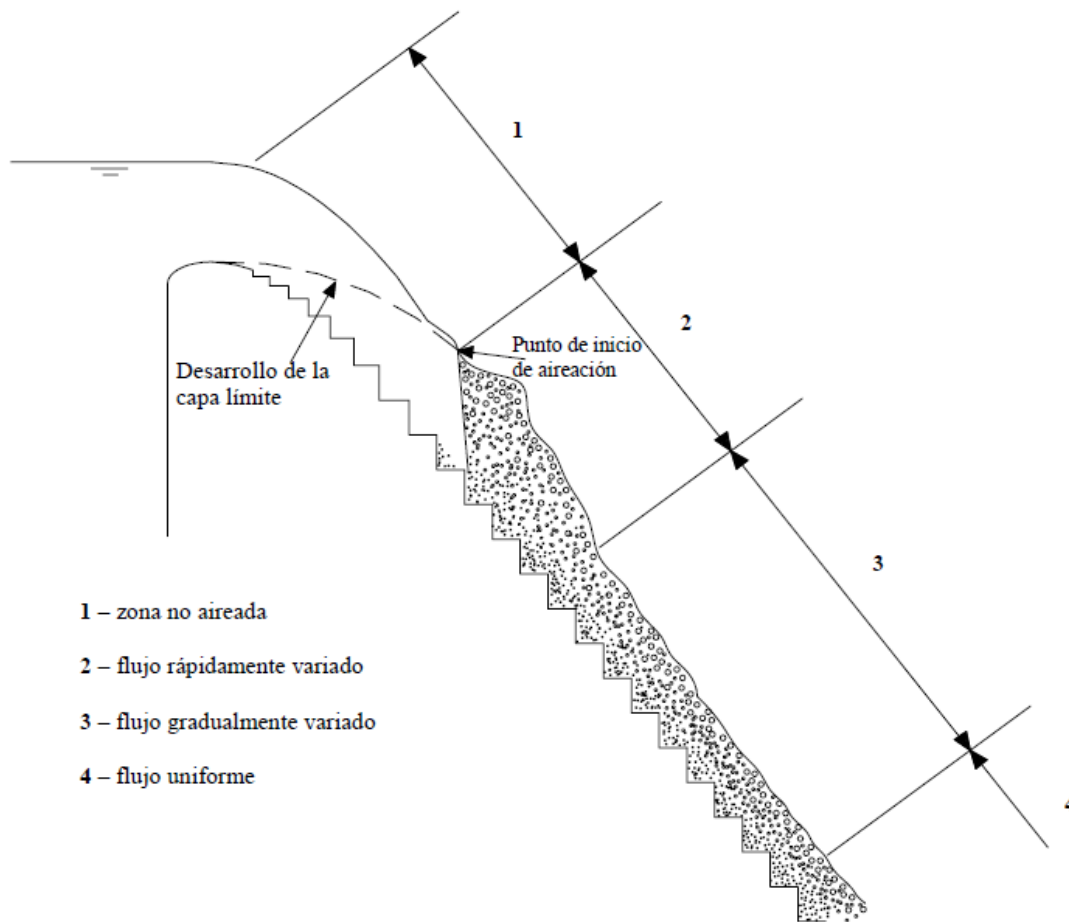 1
2
Punto de inicio
de aireación
Desarrollo de la
capa límite
3
1 – zona no aireada
2 – flujo rápidamente variado
3 – flujo gradualmente variado
4 – flujo uniforme
4